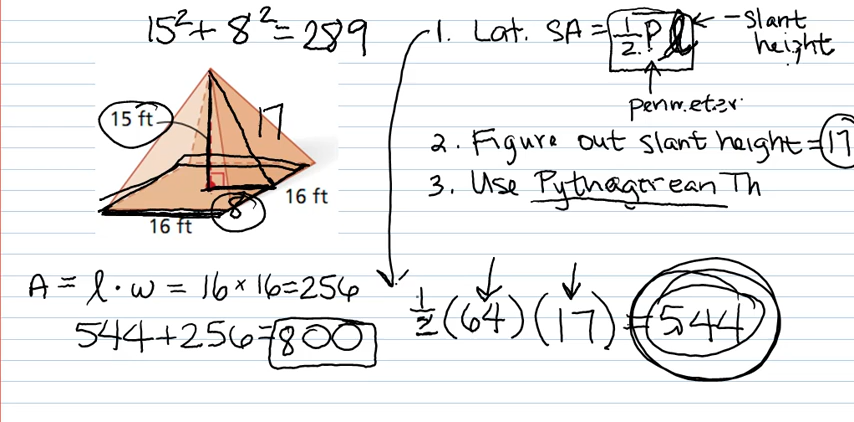 15² + 8² = 289
1. Lat. SA = ½ P l ← - slant height
perimeter
2. Figure out slant height = 17
3. Use Pythagorean Th
15 ft
17
8
16 ft
16 ft
A = l · w = 16 × 16 = 256
544 + 256 = 800
½ (64) (17) = 544